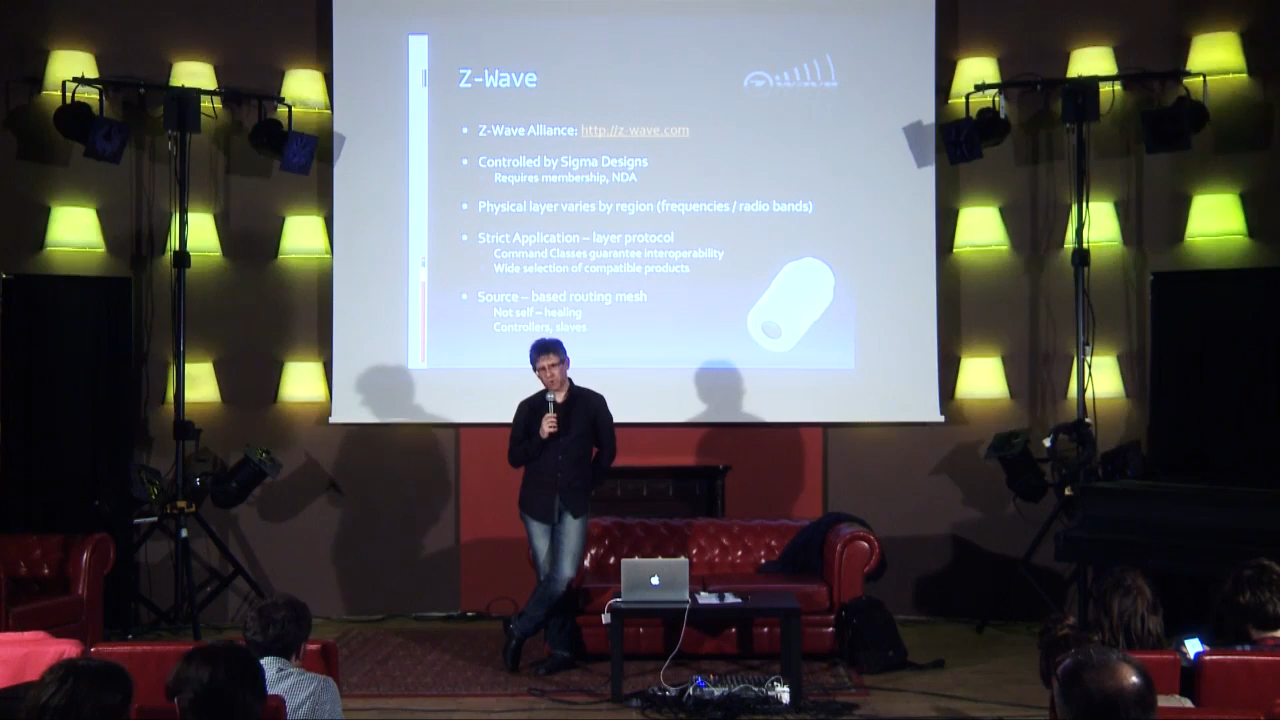 Z-Wave
• Z-Wave Alliance: http://z-wave.com
• Controlled by Sigma Designs
Requires membership, NDA
• Physical layer varies by region (frequencies / radio bands)
• Strict Application – layer protocol
Command Classes guarantee interoperability
Wide selection of compatible products
• Source – based routing mesh
Not self – healing
Controllers, slaves